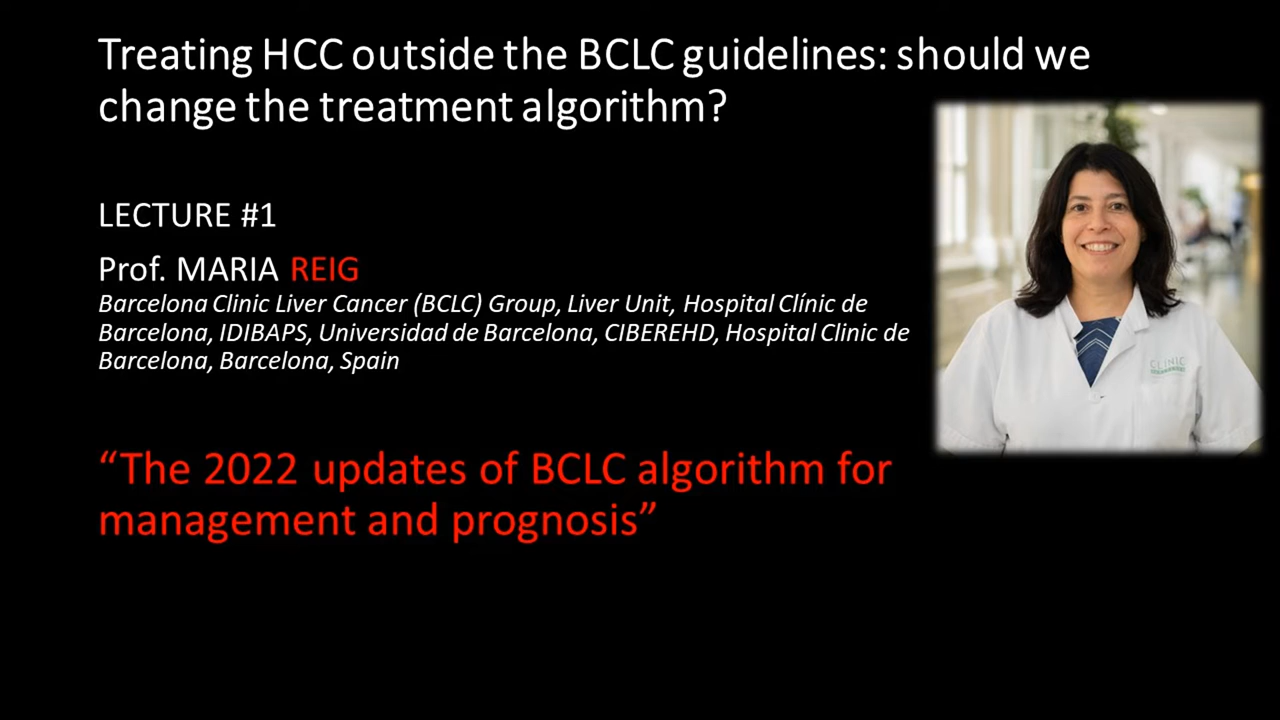 Treating HCC outside the BCLC guidelines: should we
change the treatment algorithm?
LECTURE #1
Prof. MARIA REIG
Barcelona Clinic Liver Cancer (BCLC) Group, Liver Unit, Hospital Clínic de
Barcelona, IDIBAPS, Universidad de Barcelona, CIBEREHD, Hospital Clinic de
Barcelona, Barcelona, Spain
CLÍNIC
“The 2022 updates of BCLC algorithm for
management and prognosis”